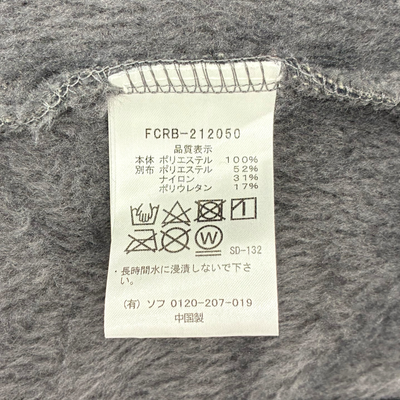 FCRB-212050
品質表示
本体 ポリエステル 100%
別布 ポリエステル 52%
ナイロン 31%
ポリウレタン 17%
W
SD-132
・長時間水に浸漬しないで下さ
い。
(有) ソフ 0120-207-019
中国製